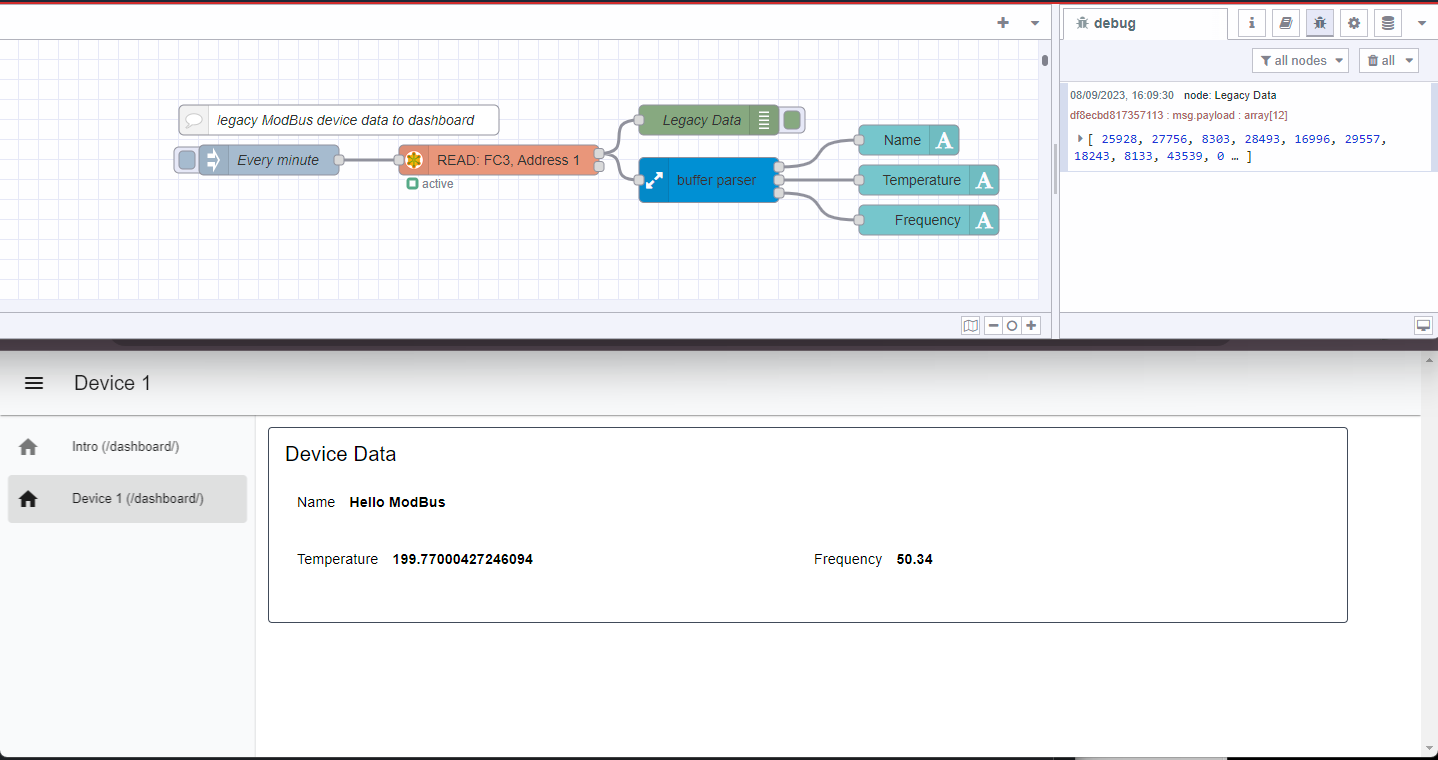 debug
all nodes
all
08/09/2023, 16:09:30 node: Legacy Data
df8ecbd817357113 : msg.payload : array[12]
[ 25928, 27756, 8303, 28493, 16996, 29557,
18243, 8133, 43539, 0 … ]
legacy ModBus device data to dashboard
Every minute
READ: FC3, Address 1
active
Legacy Data
buffer parser
Name
Temperature
Frequency
Device 1
Intro (/dashboard/)
Device 1 (/dashboard/)
Device Data
Name Hello ModBus
Temperature 199.77000427246094 Frequency 50.34